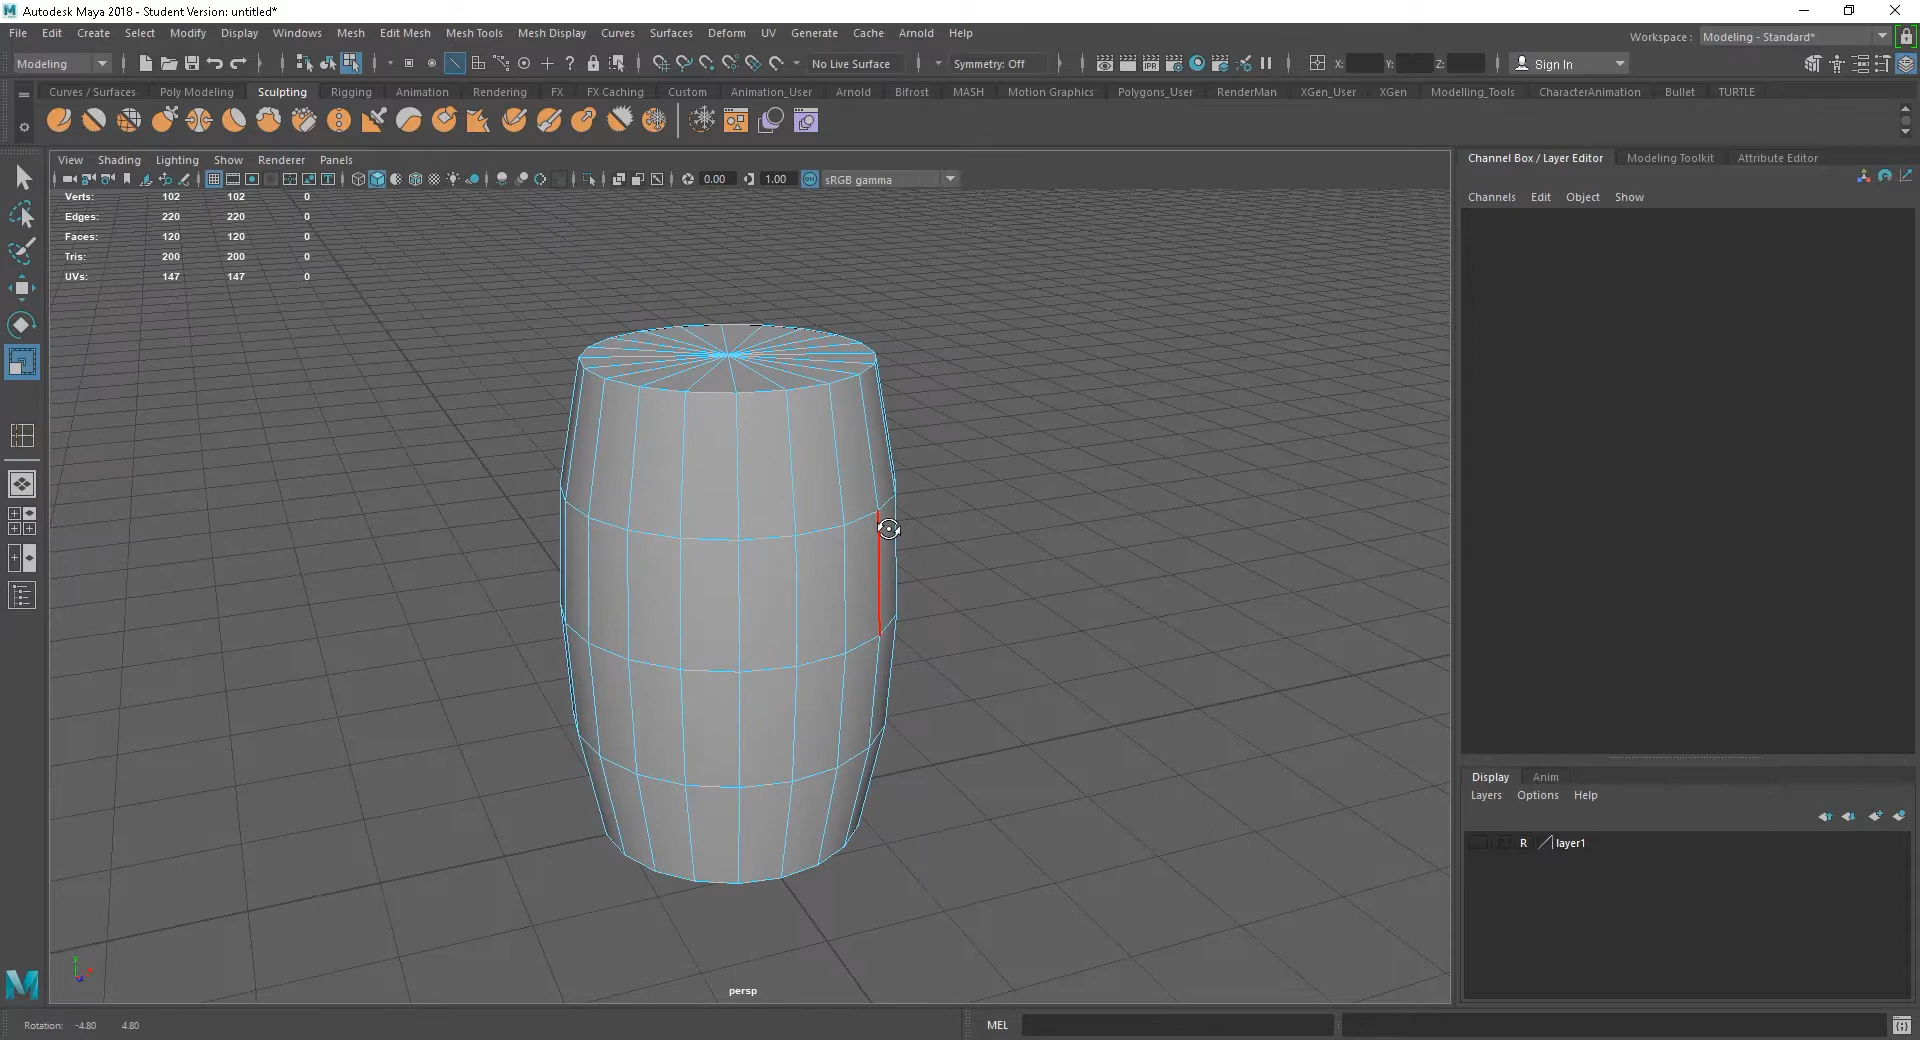 Autodesk Maya 2018 - Student Version: untitled*
File Edit Create Select Modify Display Windows Mesh Edit Mesh Mesh Tools Mesh Display Curves Surfaces Deform UV Generate Cache Arnold Help
Workspace : Modeling - Standard*
Modeling No Live Surface Symmetry: Off X: Y: Z: Sign In
Curves / Surfaces Poly Modeling Sculpting Rigging Animation Rendering FX FX Caching Custom Animation_User Arnold Bifrost MASH Motion Graphics Polygons_User RenderMan XGen_User XGen Modelling_Tools CharacterAnimation Bullet TURTLE
View Shading Lighting Show Renderer Panels
0.00 1.00 sRGB gamma
Verts: 102 102 0
Edges: 220 220 0
Faces: 120 120 0
Tris: 200 200 0
UVs: 147 147 0
persp
Channel Box / Layer Editor Modeling Toolkit Attribute Editor
Channels Edit Object Show
Display Anim
Layers Options Help
R layer1
Rotation: -4.80 4.80
MEL